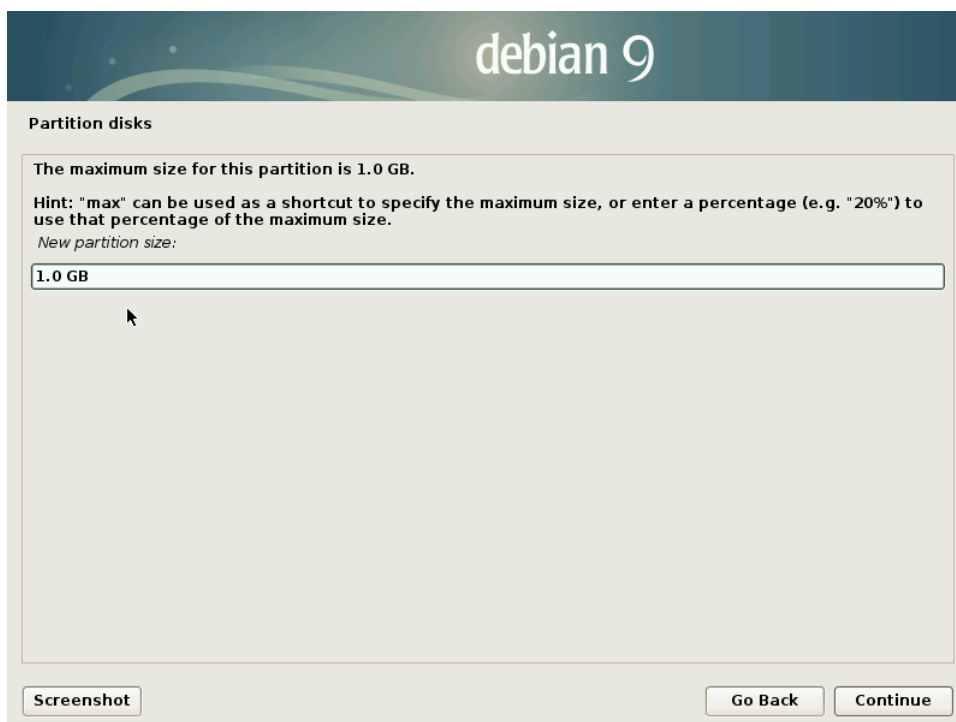 debian 9
Partition disks
The maximum size for this partition is 1.0 GB.
Hint: "max" can be used as a shortcut to specify the maximum size, or enter a percentage (e.g. "20%") to
use that percentage of the maximum size.
New partition size:
1.0 GB
Screenshot
Go Back
Continue